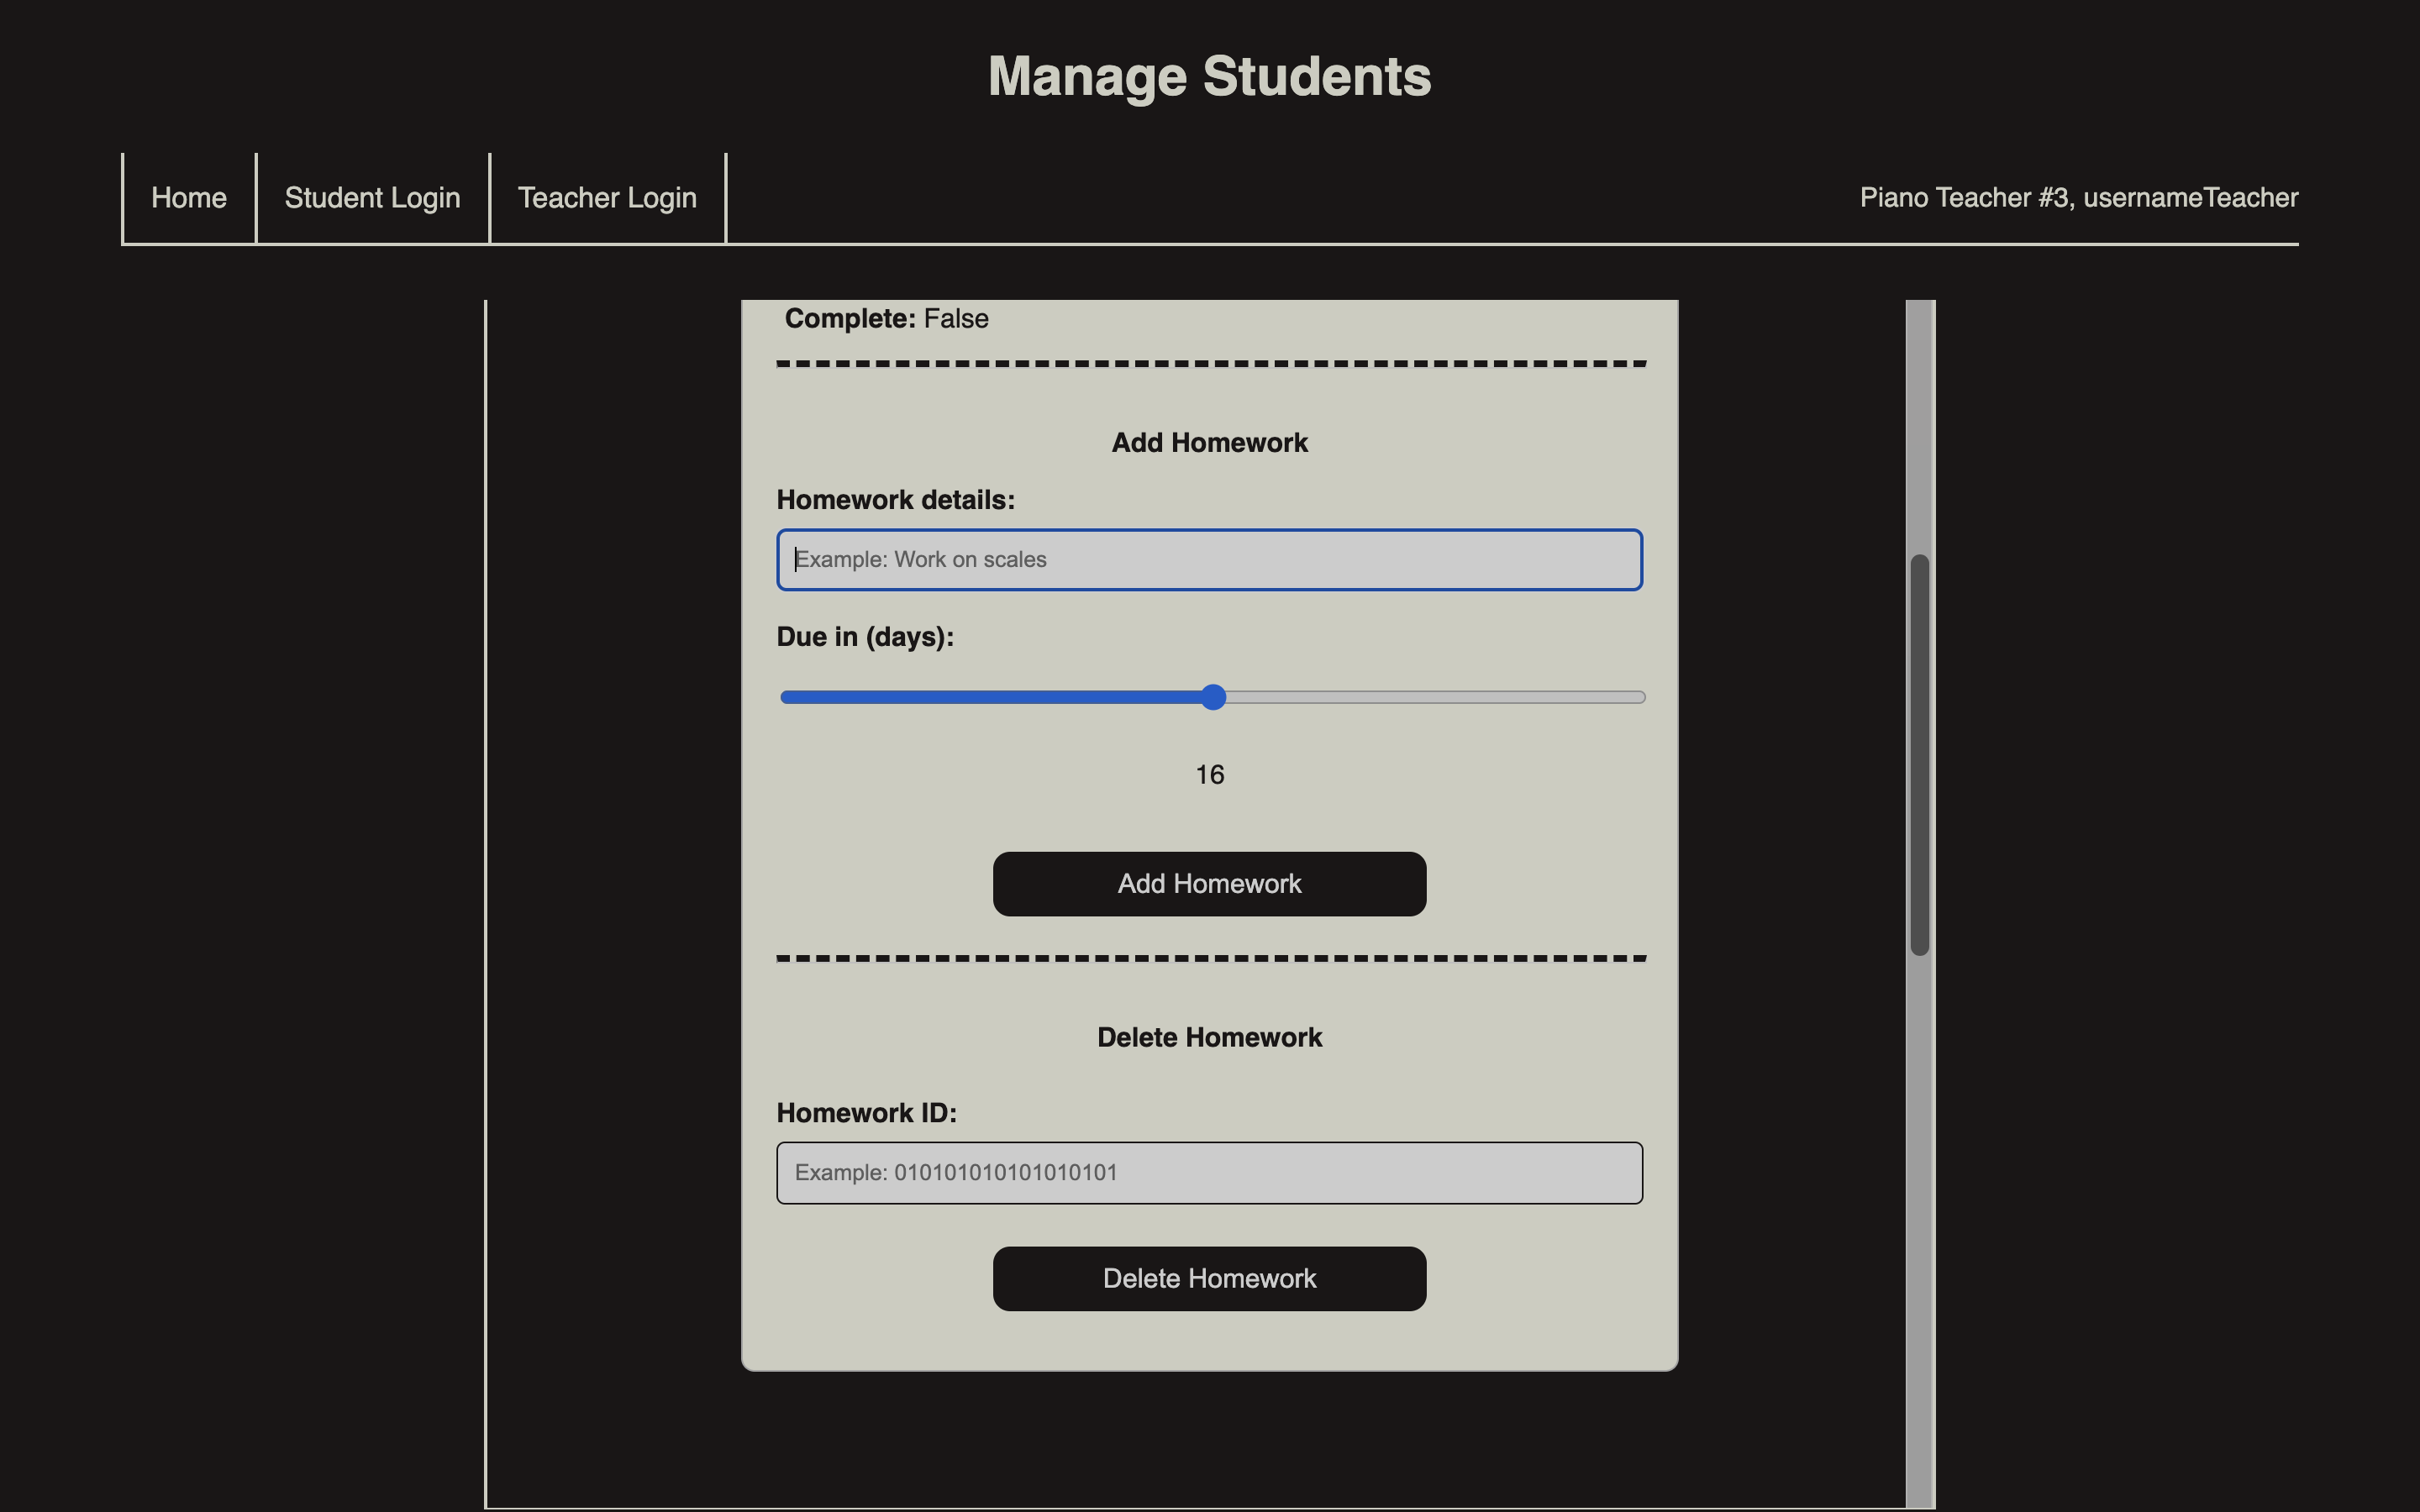 Manage Students
Home
Student Login
Teacher Login
Piano Teacher #3, usernameTeacher
Complete: False
Add Homework
Homework details:
Example: Work on scales
Due in (days):
16
Add Homework
Delete Homework
Homework ID:
Example: 010101010101010101
Delete Homework